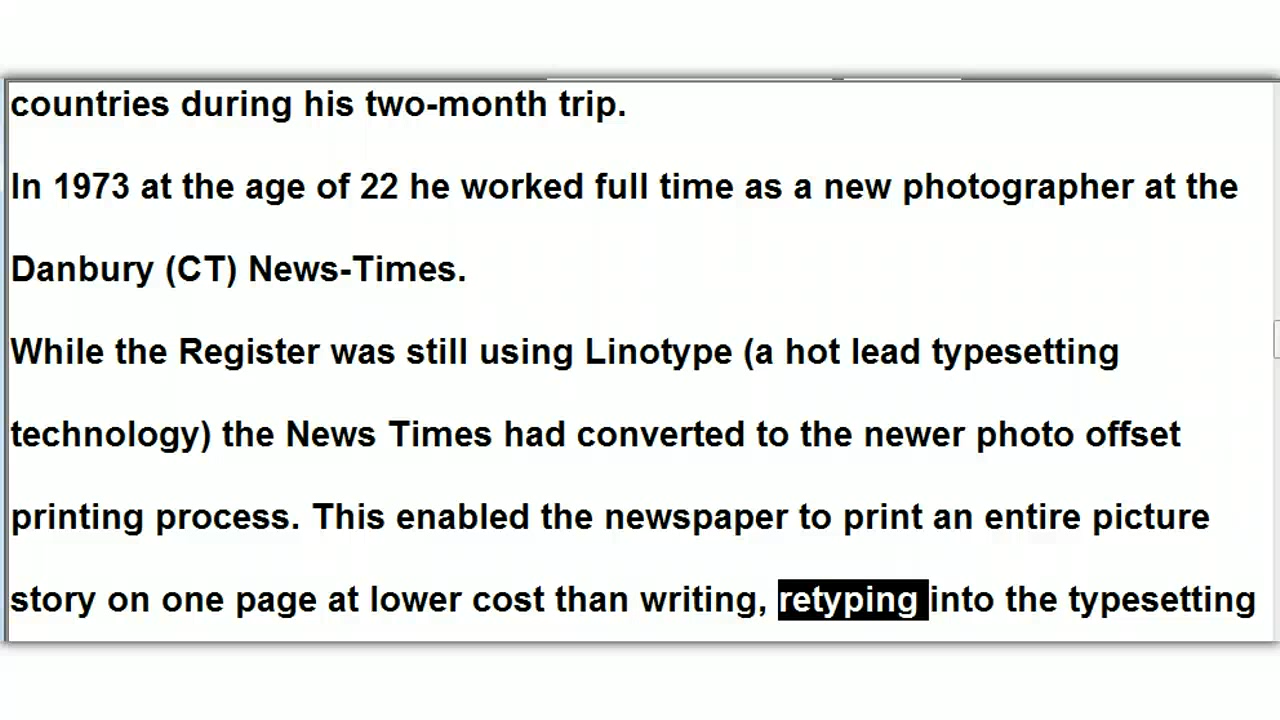 countries during his two-month trip.
In 1973 at the age of 22 he worked full time as a new photographer at the
Danbury (CT) News-Times.
While the Register was still using Linotype (a hot lead typesetting
technology) the News Times had converted to the newer photo offset
printing process. This enabled the newspaper to print an entire picture
story on one page at lower cost than writing, retyping into the typesetting